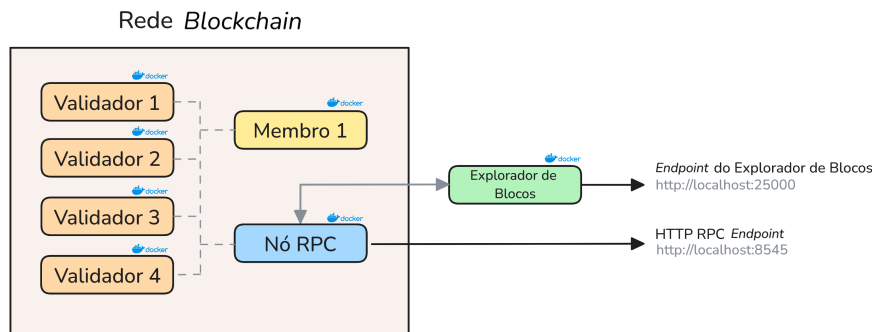 Rede Blockchain
docker
Validador 1
docker
Membro 1
docker
Validador 2
docker
Explorador de
Blocos
Endpoint do Explorador de Blocos
http://localhost:25000
docker
Validador 3
docker
Nó RPC
HTTP RPC Endpoint
http://localhost:8545
docker
Validador 4